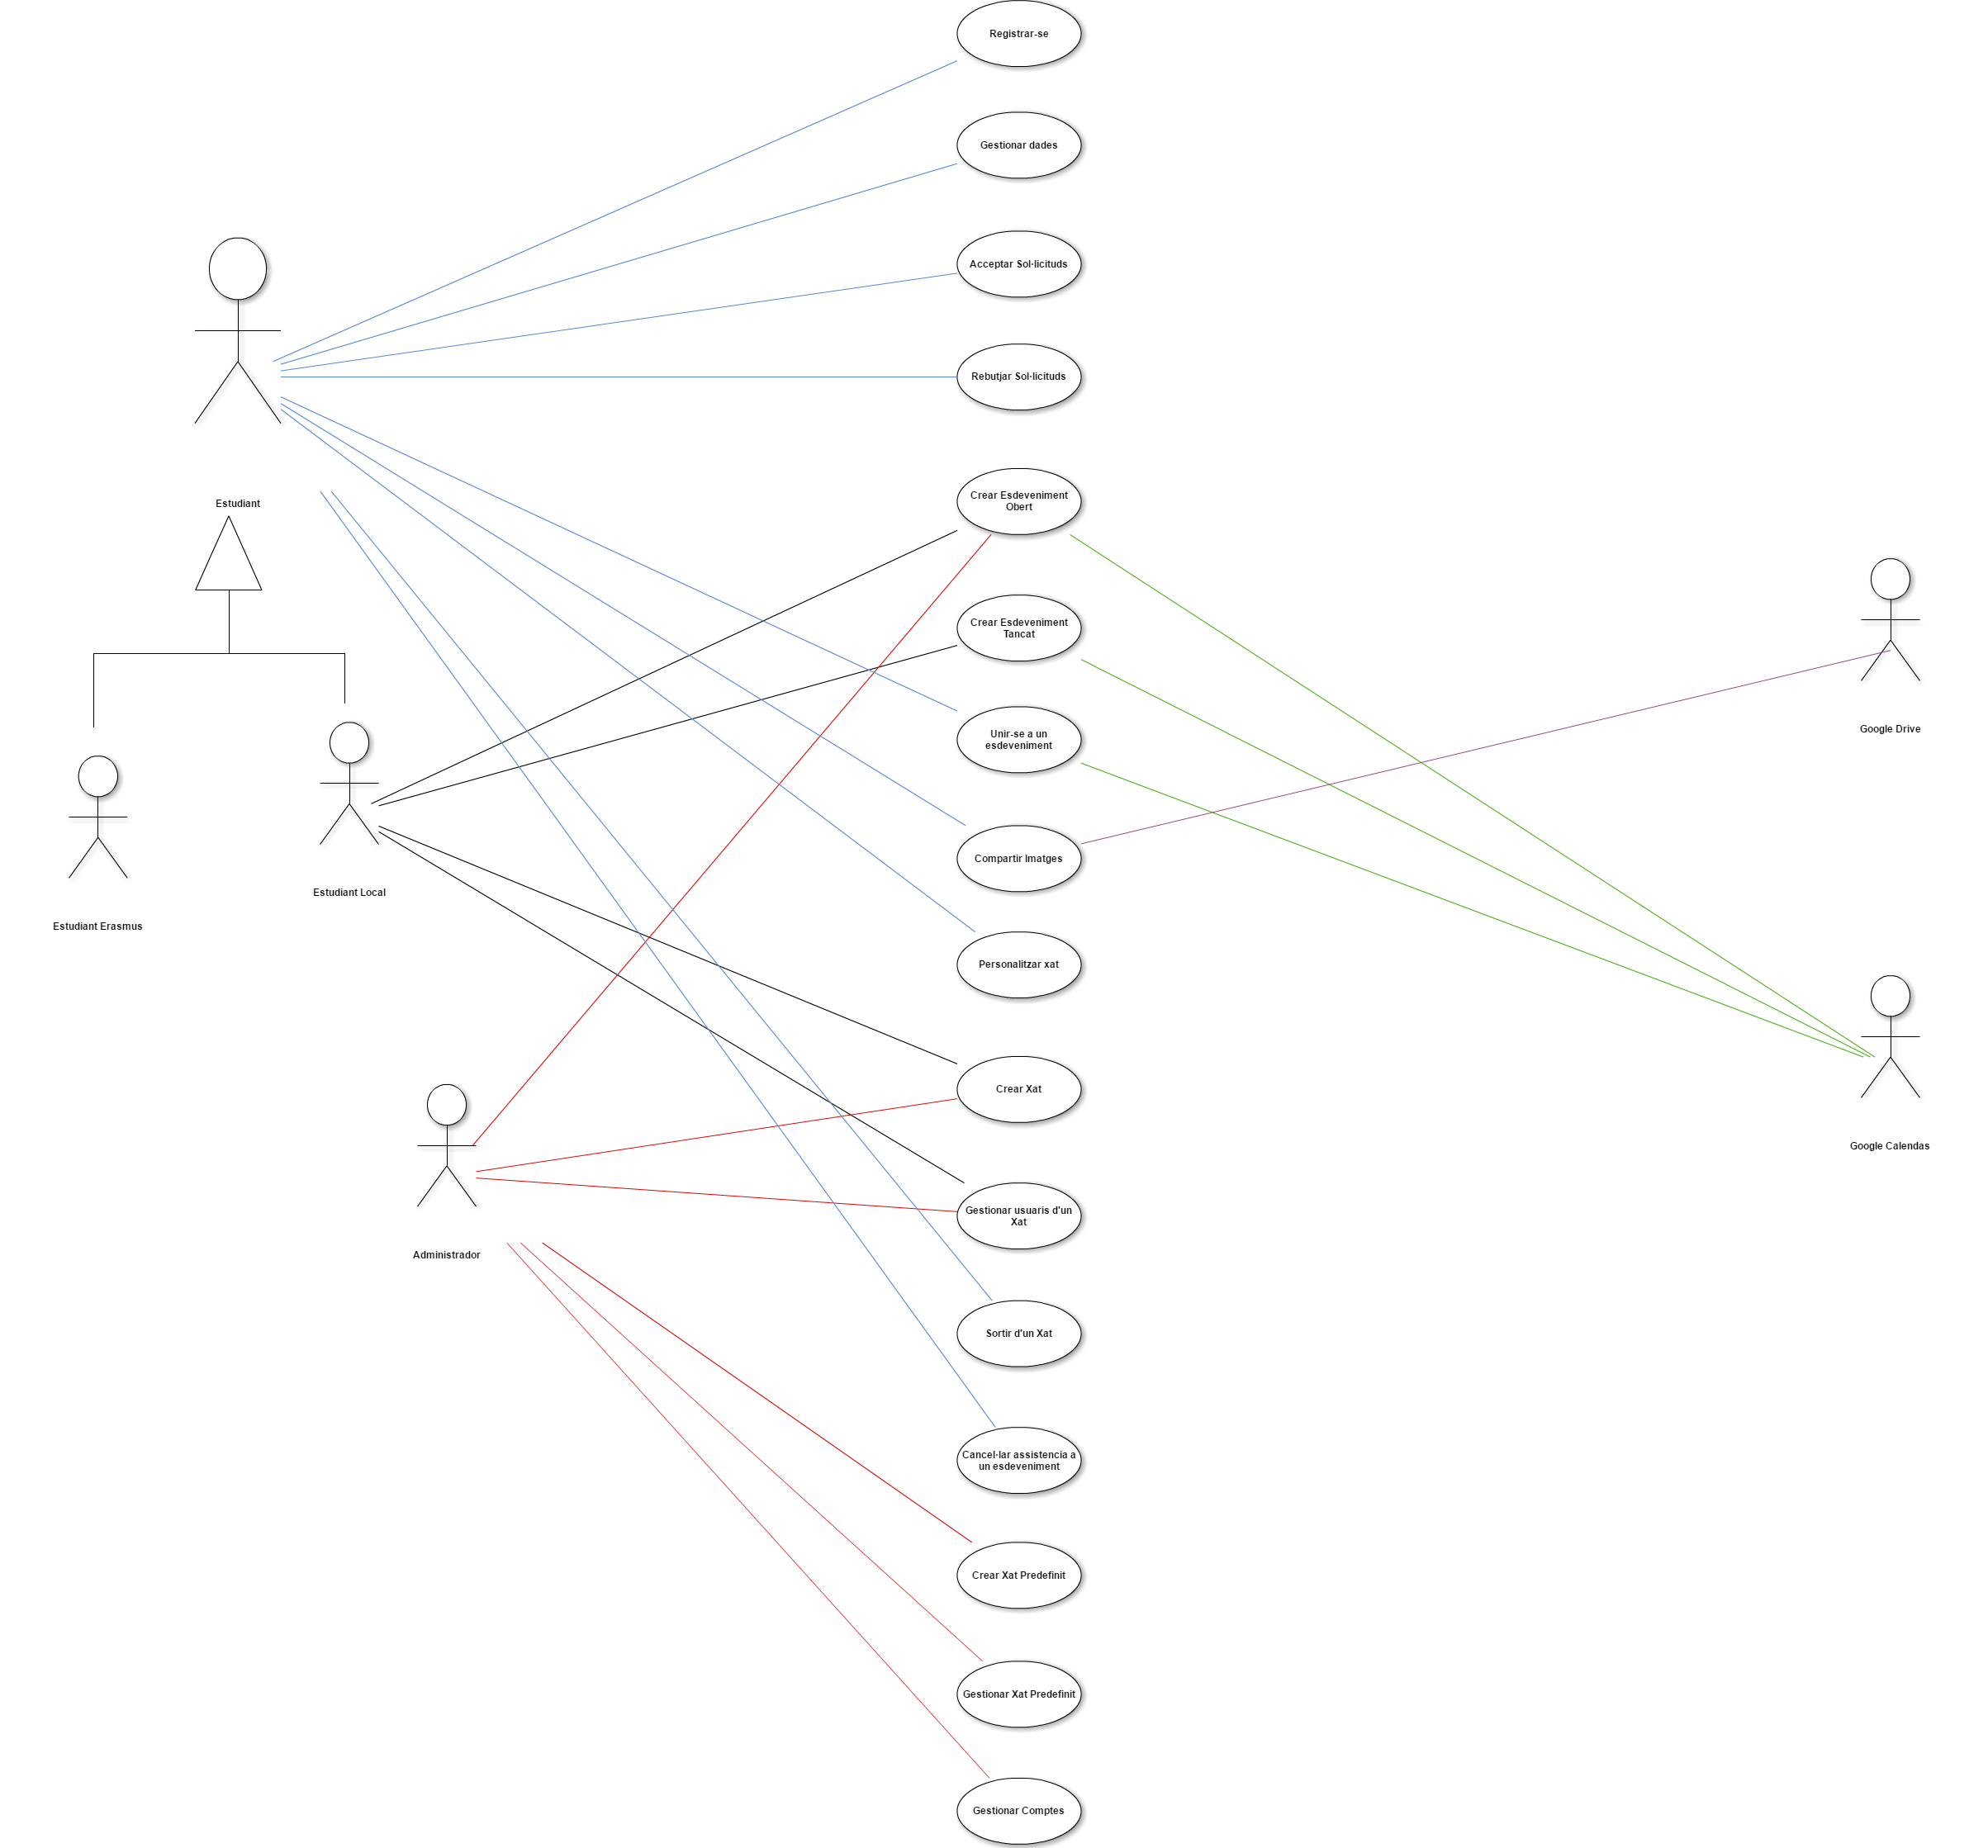 Registrar-se
Gestionar dades
Acceptar Sol·licituds
Rebutjar Sol·licituds
Estudiant
Crear Esdeveniment
Obert
Crear Esdeveniment
Tancat
Unir-se a un
esdeveniment
Google Drive
Compartir Imatges
Estudiant Local
Estudiant Erasmus
Personalitzar xat
Crear Xat
Google Calendas
Gestionar usuaris d'un
Xat
Administrador
Sortir d'un Xat
Cancel·lar assistencia a
un esdeveniment
Crear Xat Predefinit
Gestionar Xat Predefinit
Gestionar Comptes